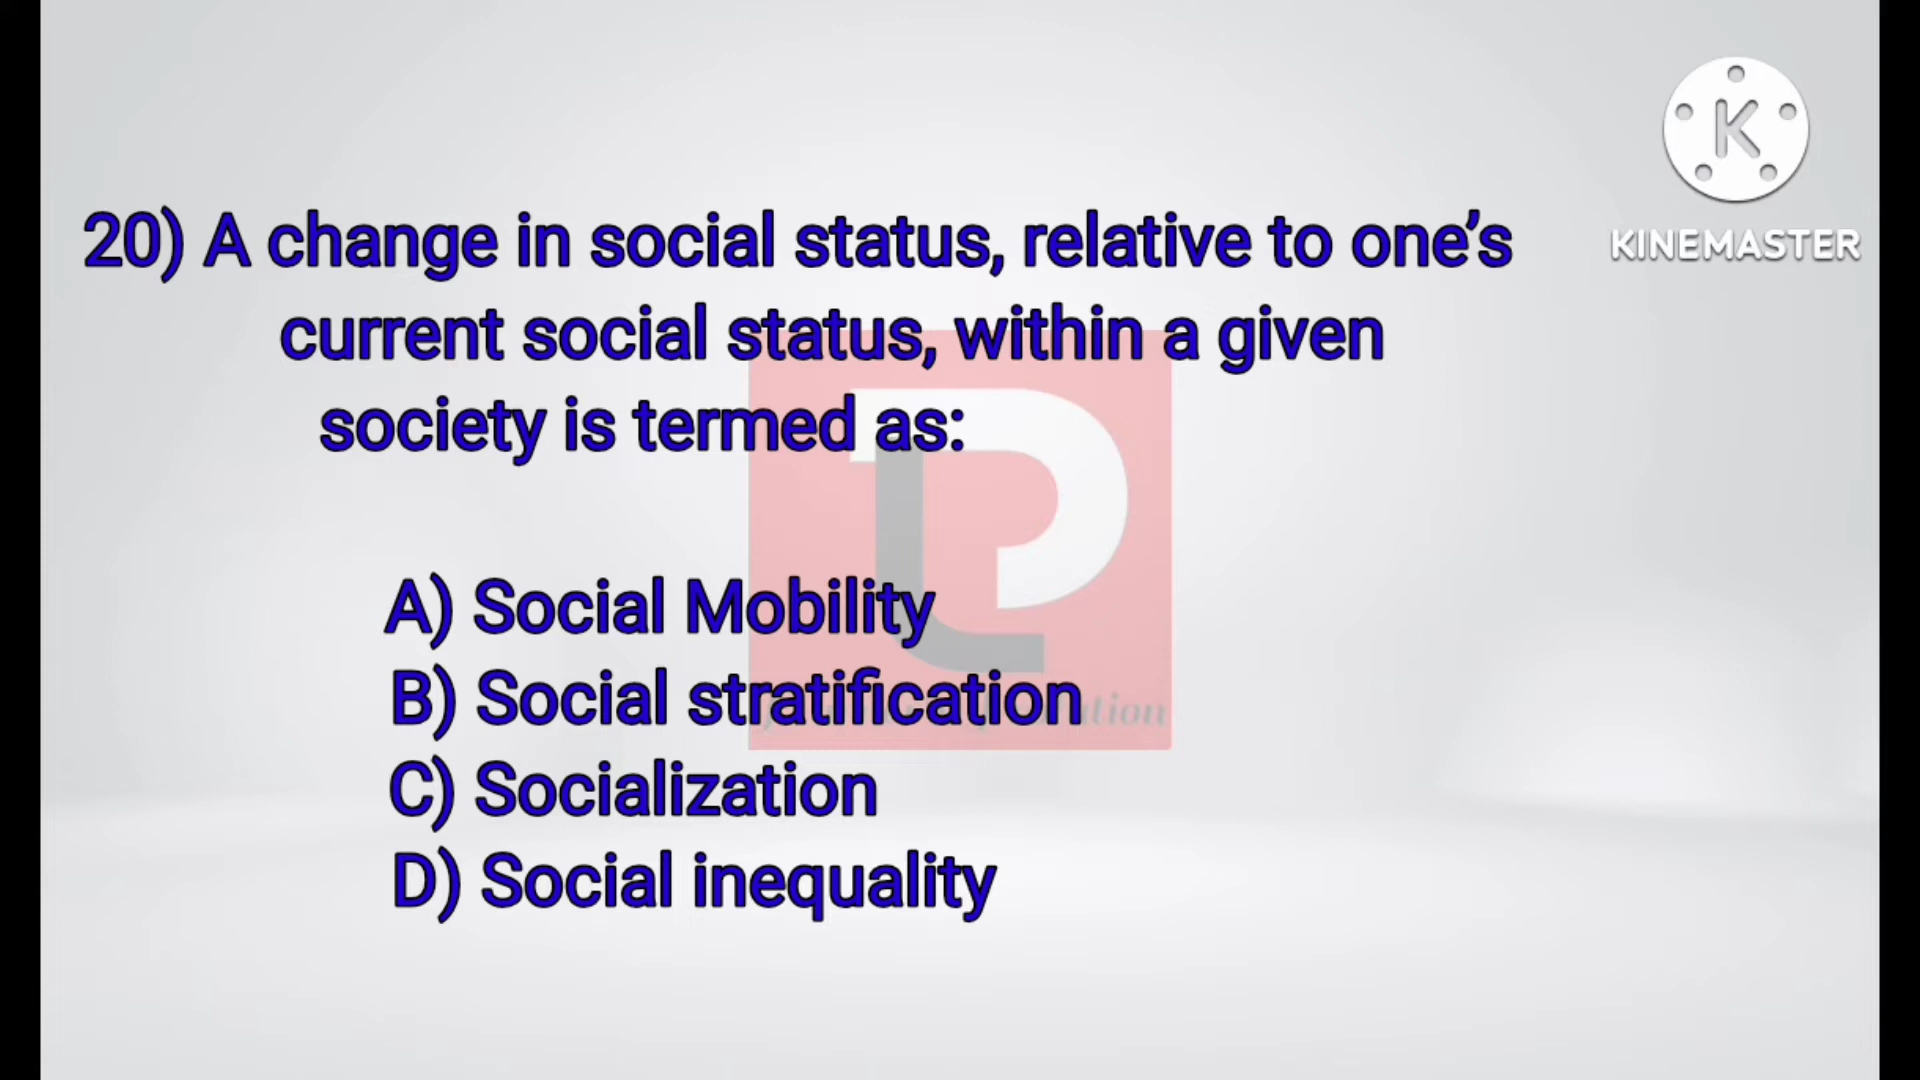 20) A change in social status, relative to one’s
current social status, within a given
society is termed as:
A) Social Mobility
B) Social stratification
C) Socialization
D) Social inequality
KINEMASTER